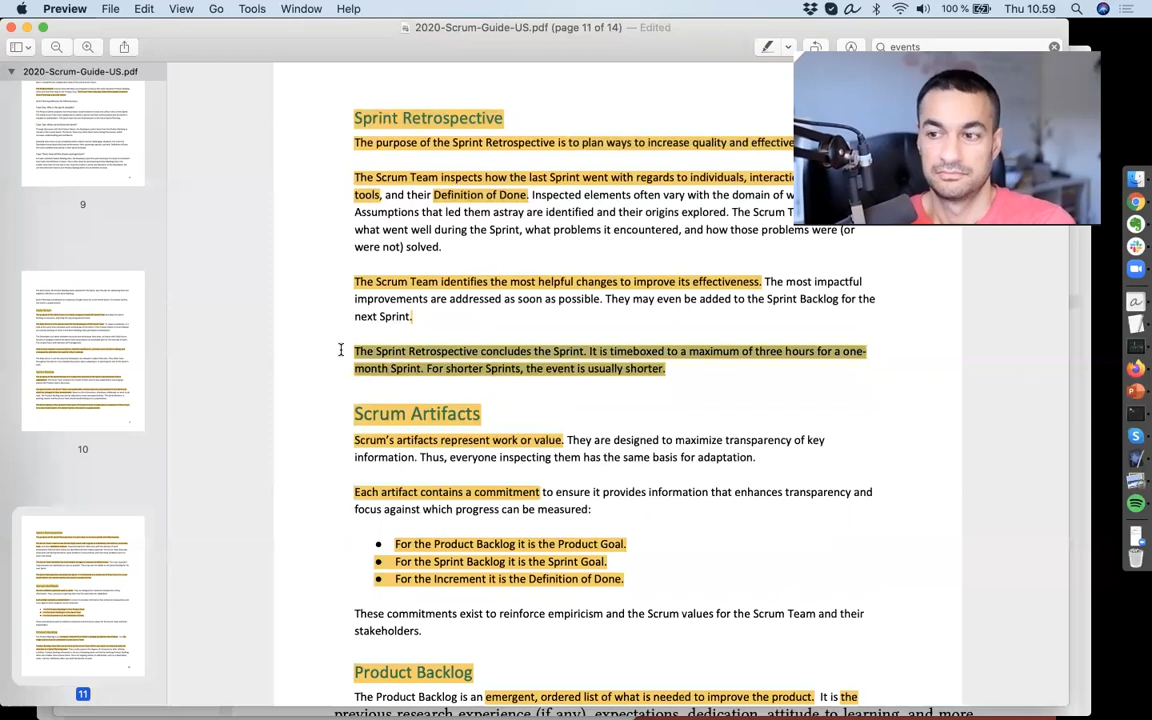 Preview File Edit View Go Tools Window Help 100 % Thu 10.59
2020-Scrum-Guide-US.pdf (page 11 of 14) — Edited
events
2020-Scrum-Guide-US.pdf
9
10
11
Sprint Retrospective
The purpose of the Sprint Retrospective is to plan ways to increase quality and
The Scrum Team inspects how the last Sprint went with regards to individuals,
tools, and their Definition of Done. Inspected elements often vary with the domain of
Assumptions that led them astray are identified and their origins explored. The Scrum
what went well during the Sprint, what problems it encountered, and how those problems were (or
were not) solved.
The Scrum Team identifies the most helpful changes to improve its effectiveness. The most impactful
improvements are addressed as soon as possible. They may even be added to the Sprint Backlog for the
next Sprint.
The Sprint Retrospective concludes the Sprint. It is timeboxed to a maximum of three hours for a one-
month Sprint. For shorter Sprints, the event is usually shorter.
Scrum Artifacts
Scrum's artifacts represent work or value. They are designed to maximize transparency of key
information. Thus, everyone inspecting them has the same basis for adaptation.
Each artifact contains a commitment to ensure it provides information that enhances transparency and
focus against which progress can be measured:
● For the Product Backlog it is the Product Goal.
● For the Sprint Backlog it is the Sprint Goal.
● For the Increment it is the Definition of Done.
These commitments exist to reinforce empiricism and the Scrum values for the Scrum Team and their
stakeholders.
Product Backlog
The Product Backlog is an emergent, ordered list of what is needed to improve the product. It is the
previous research experience (if any), expectations, dedication, attitude to learning, and more